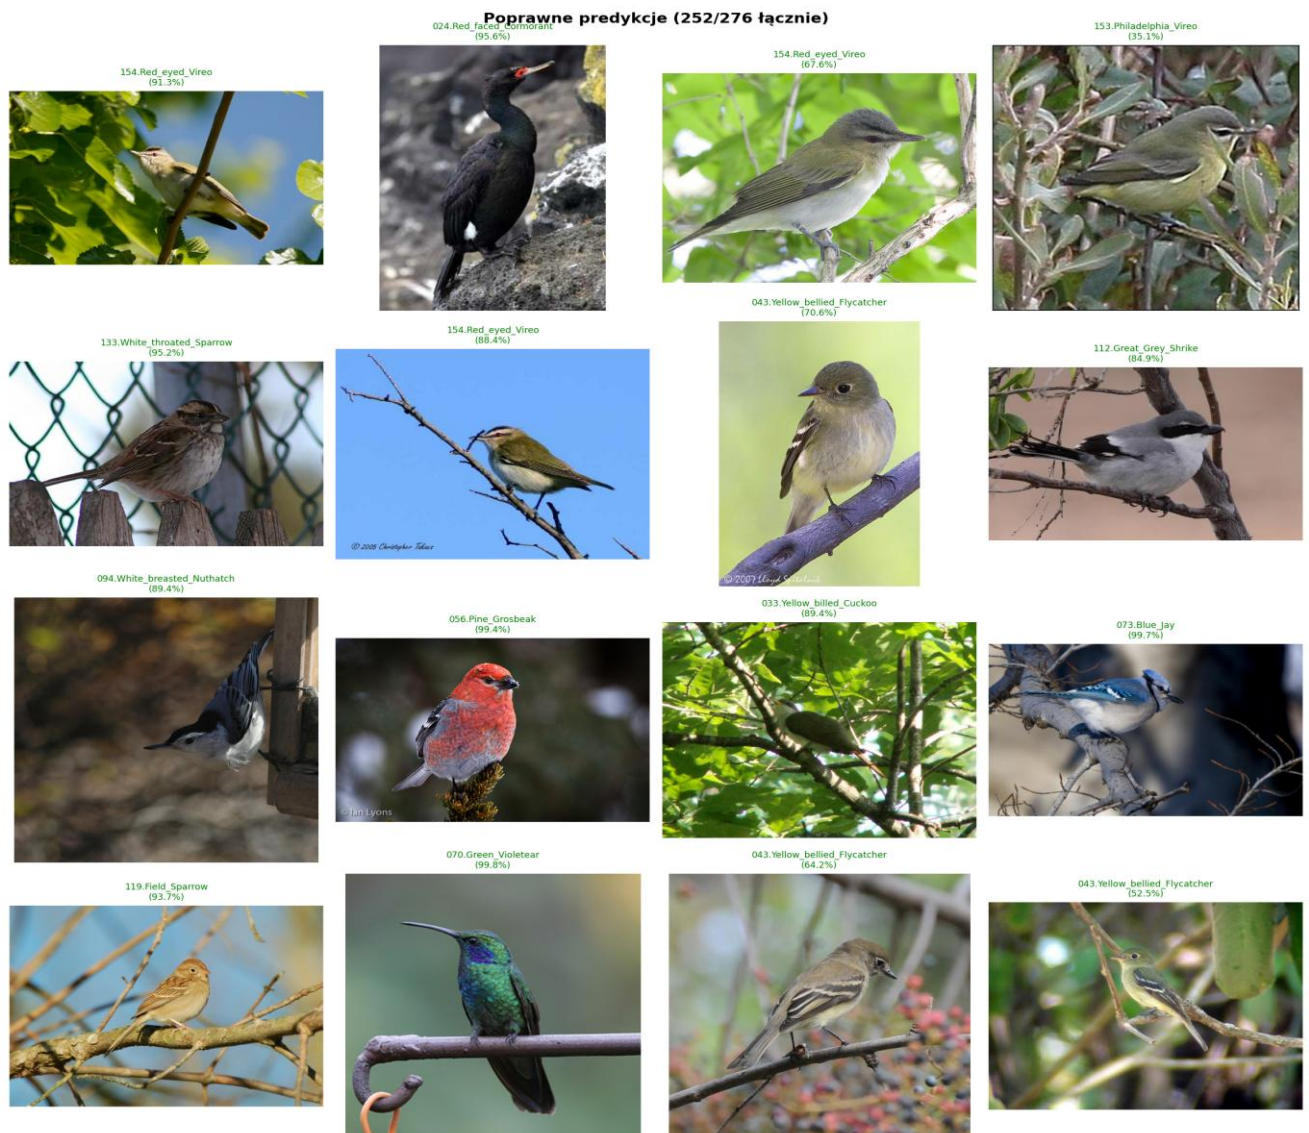 Poprawne predykcje (252/276 łącznie)
154.Red_eyed_Vireo
(91.3%)
024.Red_faced_Cormorant
(95.6%)
154.Red_eyed_Vireo
(67.6%)
153.Philadelphia_Vireo
(35.1%)
133.White_throated_Sparrow
(95.2%)
154.Red_eyed_Vireo
(88.4%)
© 2005 Christopher Taylor
043.Yellow_bellied_Flycatcher
(70.6%)
© 2007 Lloyd Spitalnik
112.Great_Grey_Shrike
(84.9%)
094.White_breasted_Nuthatch
(89.4%)
056.Pine_Grosbeak
(99.4%)
© Ian Lyons
033.Yellow_billed_Cuckoo
(89.4%)
073.Blue_Jay
(99.7%)
119.Field_Sparrow
(93.7%)
070.Green_Violetear
(99.8%)
043.Yellow_bellied_Flycatcher
(64.2%)
043.Yellow_bellied_Flycatcher
(52.5%)